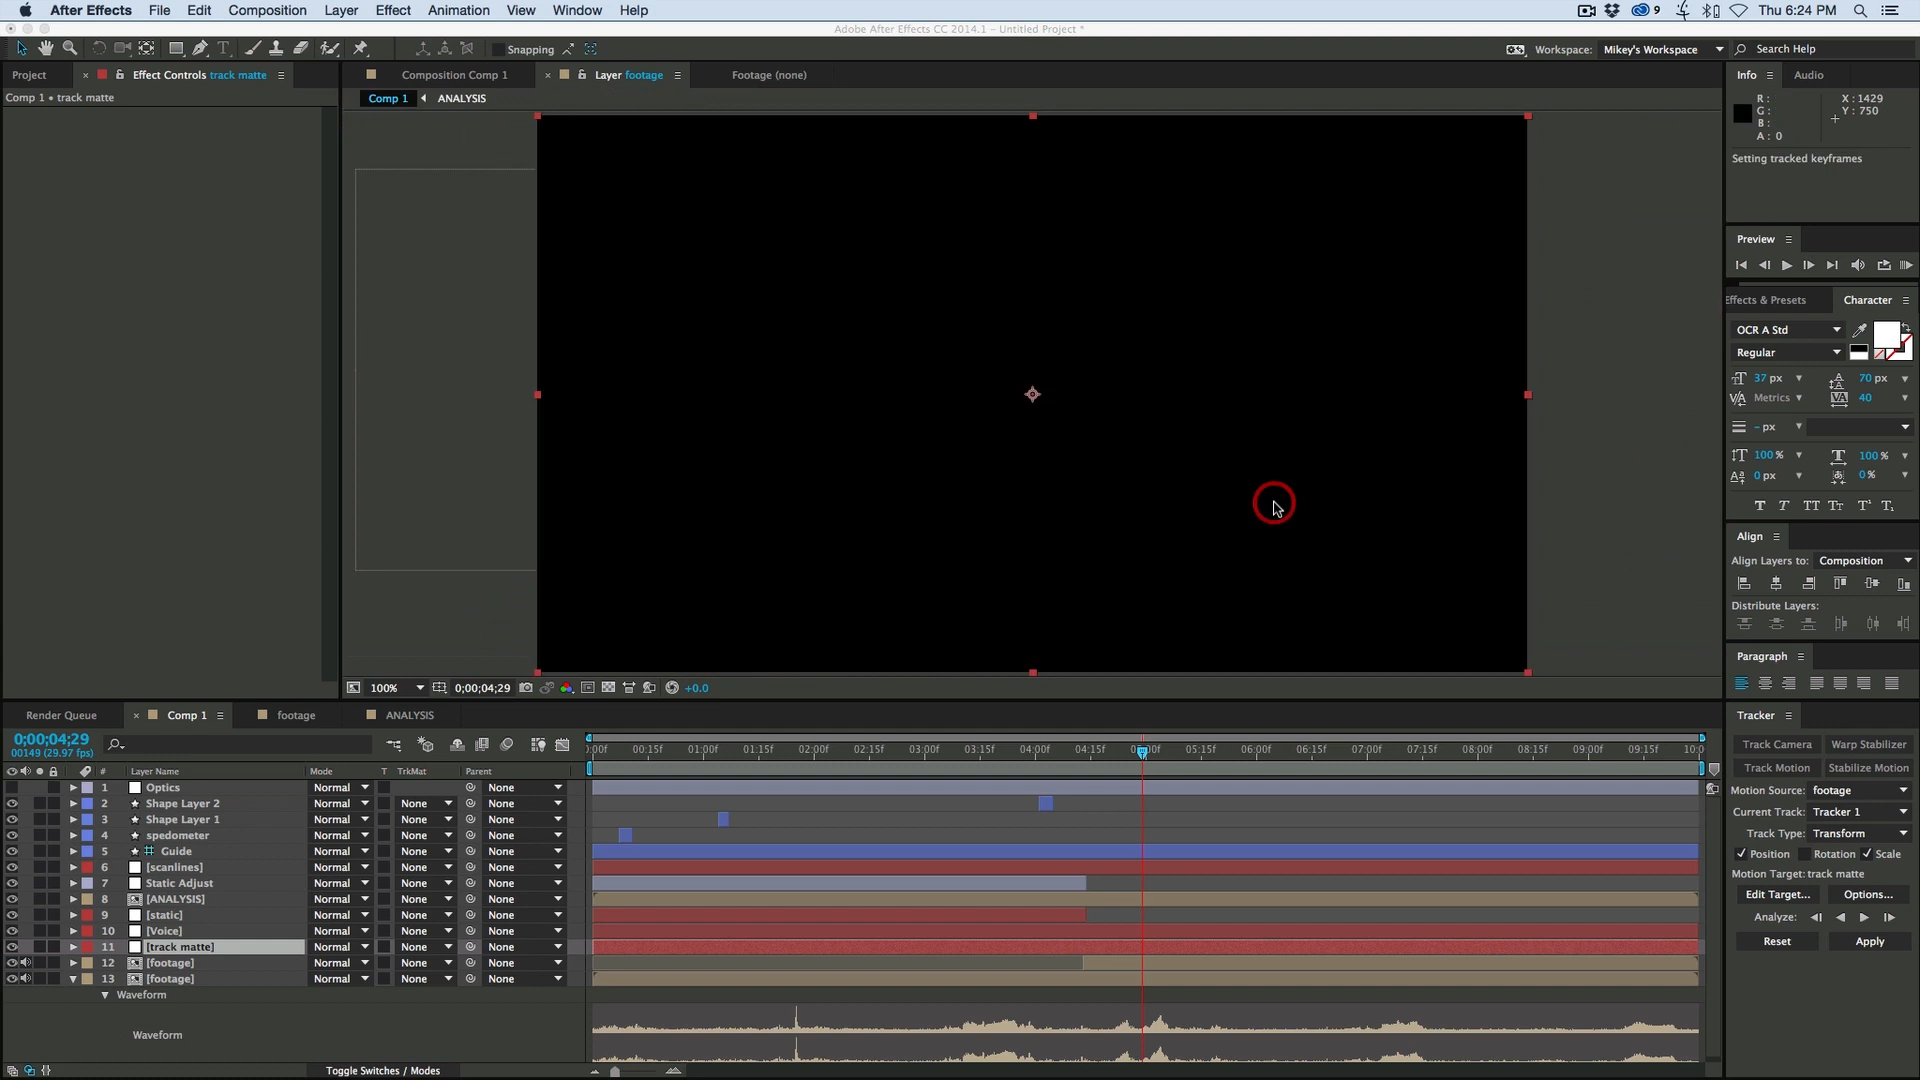 After Effects File Edit Composition Layer Effect Animation View Window Help 9 Thu 6:24 PM
Adobe After Effects CC 2014.1 - Untitled Project *
Snapping Workspace: Mikey's Workspace Search Help
Project Effect Controls track matte Composition Comp 1 Layer footage Footage (none) Info Audio
Comp 1 • track matte
Comp 1 ANALYSIS
R: G: B: A: 0 X: 1429 Y: 750
Setting tracked keyframes
Preview
Effects & Presets Character
OCR A Std
Regular
37 px 70 px
Metrics 40
- px
100 % 100 %
0 px 0 %
Align
Align Layers to: Composition
Distribute Layers:
Paragraph
100% 0;00;04;29 +0.0
Render Queue Comp 1 footage ANALYSIS
0;00;04;29
00149 (29.97 fps)
):00f 00:15f 01:00f 01:15f 02:00f 02:15f 03:00f 03:15f 04:00f 04:15f 05:15f 06:00f 06:15f 07:00f 07:15f 08:00f 08:15f 09:00f 09:15f 10:0
# Layer Name Mode T TrkMat Parent
1 Optics Normal None
2 Shape Layer 2 Normal None None
3 Shape Layer 1 Normal None None
4 spedometer Normal None None
5 Guide Normal None None
6 [scanlines] Normal None None
7 Static Adjust Normal None None
8 [ANALYSIS] Normal None None
9 [static] Normal None None
10 [Voice] Normal None None
11 [track matte] Normal None None
12 [footage] Normal None None
13 [footage] Normal None None
Waveform
Waveform
Toggle Switches / Modes
Tracker
Track Camera Warp Stabilizer
Track Motion Stabilize Motion
Motion Source: footage
Current Track: Tracker 1
Track Type: Transform
Position Rotation Scale
Motion Target: track matte
Edit Target... Options...
Analyze:
Reset Apply